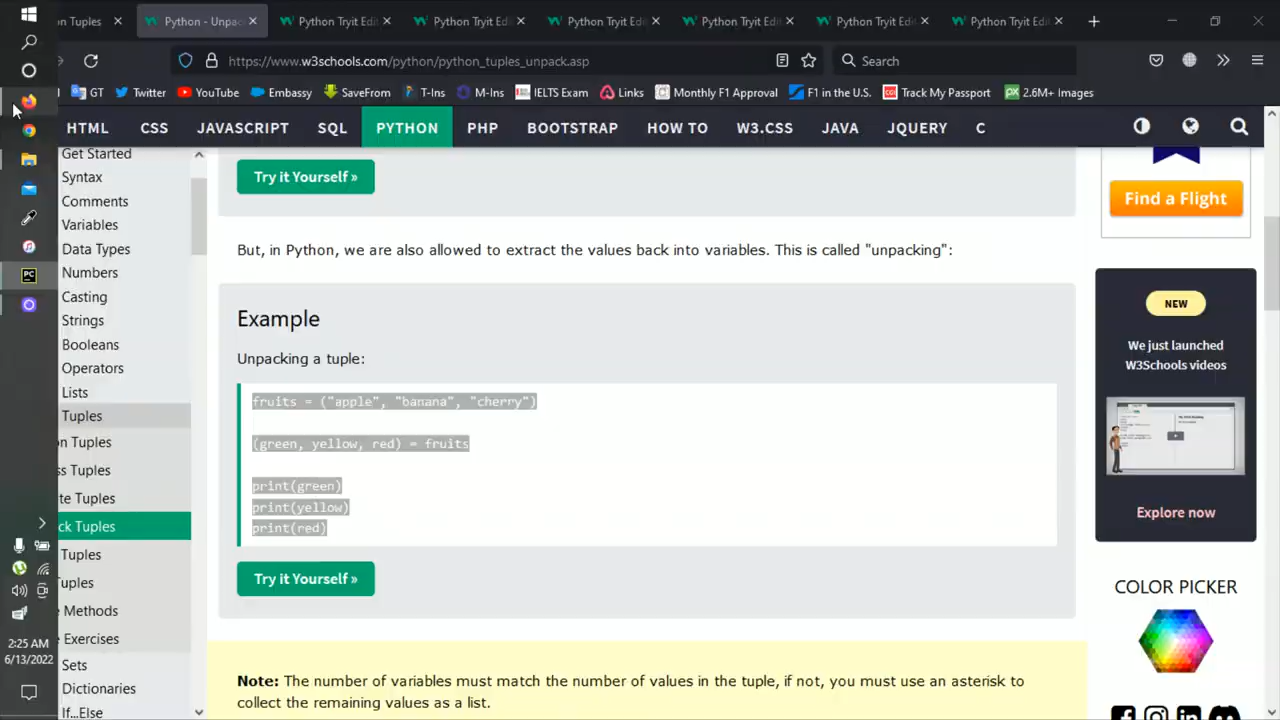 on Tuples
Python - Unpac
Python Tryit Edit
Python Tryit Edit
Python Tryit Edit
Python Tryit Edit
Python Tryit Edit
Python Tryit Edit
https://www.w3schools.com/python/python_tuples_unpack.asp
Search
GT
Twitter
YouTube
Embassy
SaveFrom
T-Ins
M-Ins
IELTS Exam
Links
Monthly F1 Approval
F1 in the U.S.
Track My Passport
2.6M+ Images
HTML
CSS
JAVASCRIPT
SQL
PYTHON
PHP
BOOTSTRAP
HOW TO
W3.CSS
JAVA
JQUERY
C
Get Started
Syntax
Comments
Variables
Data Types
Numbers
Casting
Strings
Booleans
Operators
Lists
Tuples
on Tuples
ss Tuples
te Tuples
ck Tuples
Tuples
uples
e Methods
e Exercises
Sets
Dictionaries
If...Else
PC
2:25 AM
6/13/2022
Try it Yourself »
But, in Python, we are also allowed to extract the values back into variables. This is called "unpacking":
Example
Unpacking a tuple:
fruits = ("apple", "banana", "cherry")
(green, yellow, red) = fruits
print(green)
print(yellow)
print(red)
Try it Yourself »
Note: The number of variables must match the number of values in the tuple, if not, you must use an asterisk to
collect the remaining values as a list.
Find a Flight
NEW
We just launched
W3Schools videos
Explore now
COLOR PICKER